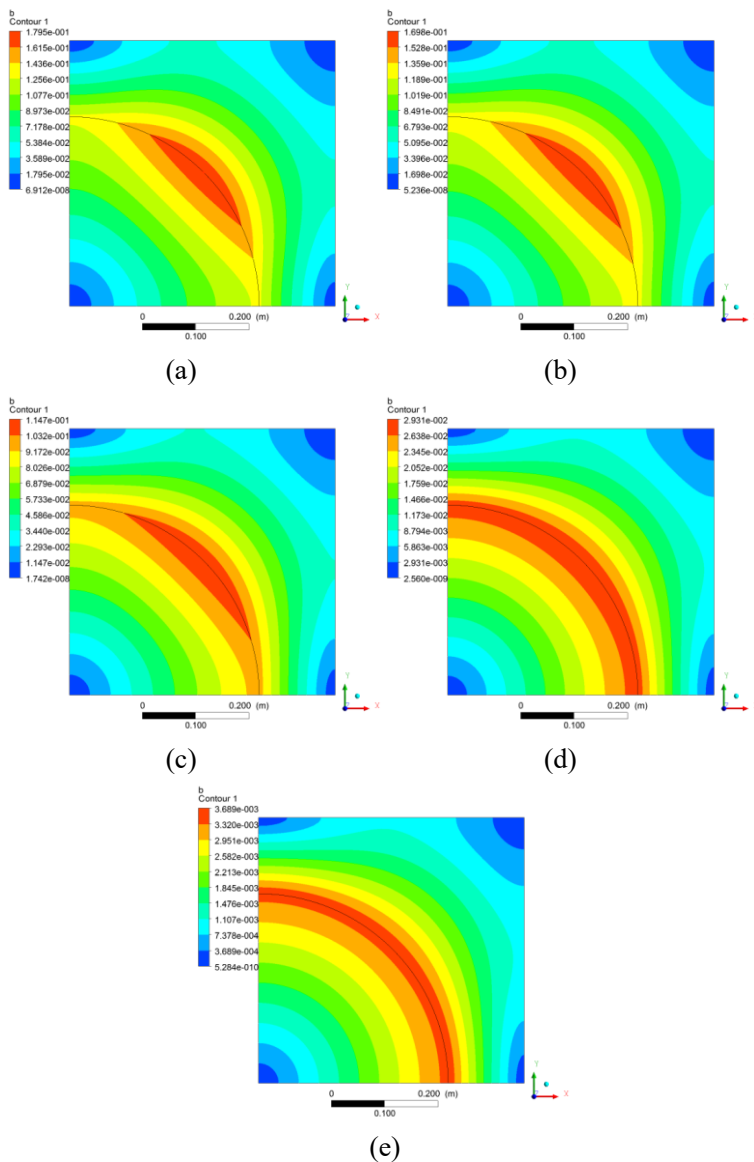 b
Contour 1
1.795e-001
1.615e-001
1.436e-001
1.256e-001
1.077e-001
8.973e-002
7.178e-002
5.384e-002
3.589e-002
1.795e-002
6.912e-008
0 0.200 (m)
0.100
Y
X
Z
(a)
b
Contour 1
1.698e-001
1.528e-001
1.359e-001
1.189e-001
1.019e-001
8.491e-002
6.793e-002
5.095e-002
3.396e-002
1.698e-002
5.236e-008
0 0.200 (m)
0.100
Y
X
Z
(b)
b
Contour 1
1.147e-001
1.032e-001
9.172e-002
8.026e-002
6.879e-002
5.733e-002
4.586e-002
3.440e-002
2.293e-002
1.147e-002
1.742e-008
0 0.200 (m)
0.100
Y
X
Z
(c)
b
Contour 1
2.931e-002
2.638e-002
2.345e-002
2.052e-002
1.759e-002
1.466e-002
1.173e-002
8.794e-003
5.863e-003
2.931e-003
2.560e-009
0 0.200 (m)
0.100
Y
X
Z
(d)
b
Contour 1
3.689e-003
3.320e-003
2.951e-003
2.582e-003
2.213e-003
1.845e-003
1.476e-003
1.107e-003
7.378e-004
3.689e-004
5.284e-010
0 0.200 (m)
0.100
Y
X
Z
(e)